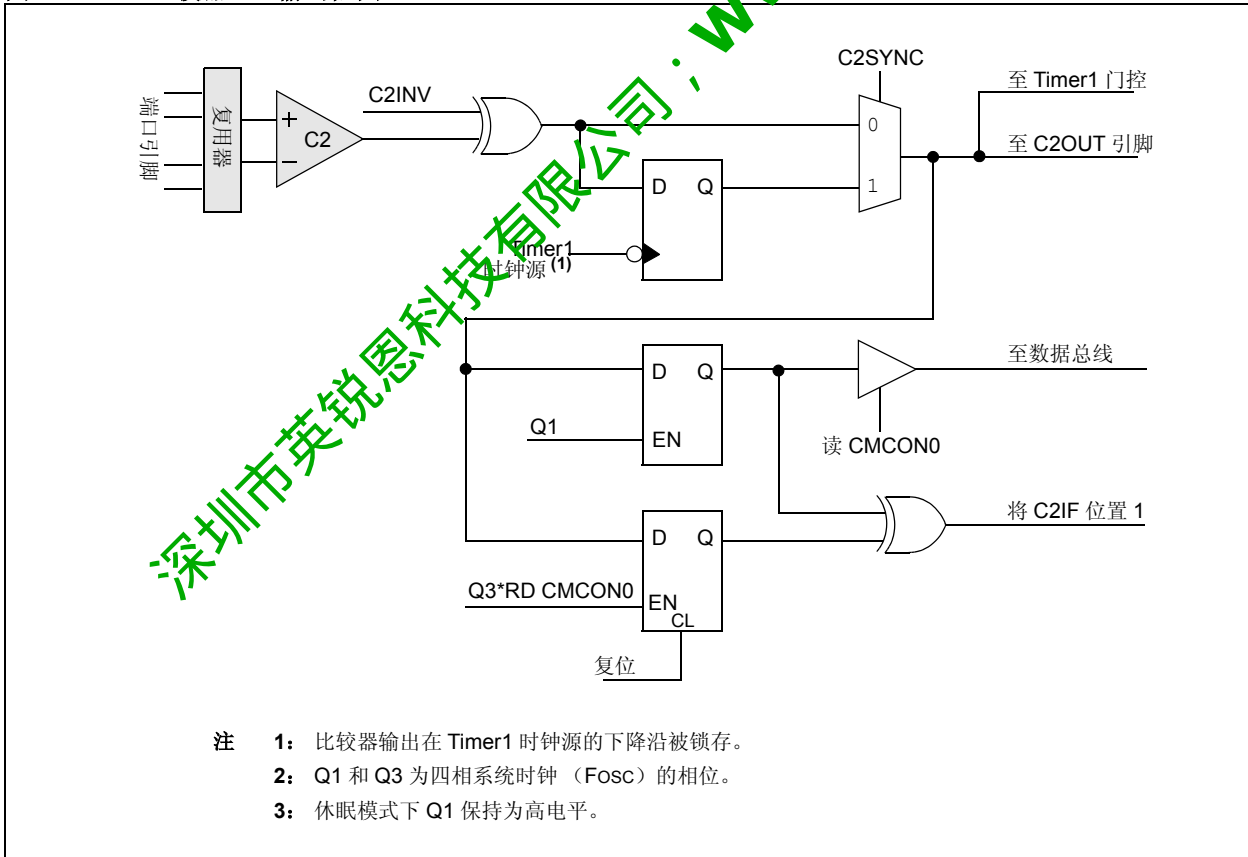 C2SYNC
至 Timer1 门控
C2INV
端口引脚
复用器
+
−
C2
0
至 C2OUT 引脚
1
D Q
Timer1
时钟源 (1)
D Q
至数据总线
Q1
EN
读 CMCON0
将 C2IF 位置 1
D Q
Q3*RD CMCON0
EN
CL
复位
注 1： 比较器输出在 Timer1 时钟源的下降沿被锁存。
2： Q1 和 Q3 为四相系统时钟 （FOSC）的相位。
3： 休眠模式下 Q1 保持为高电平。
深圳市英锐恩科技有限公司；